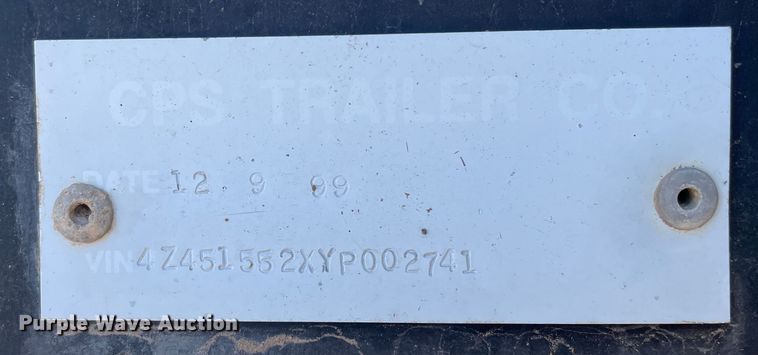 CPS TRAILER CO.
DATE 12 9 99
VIN 4Z451552XYP002741
Purple Wave Auction